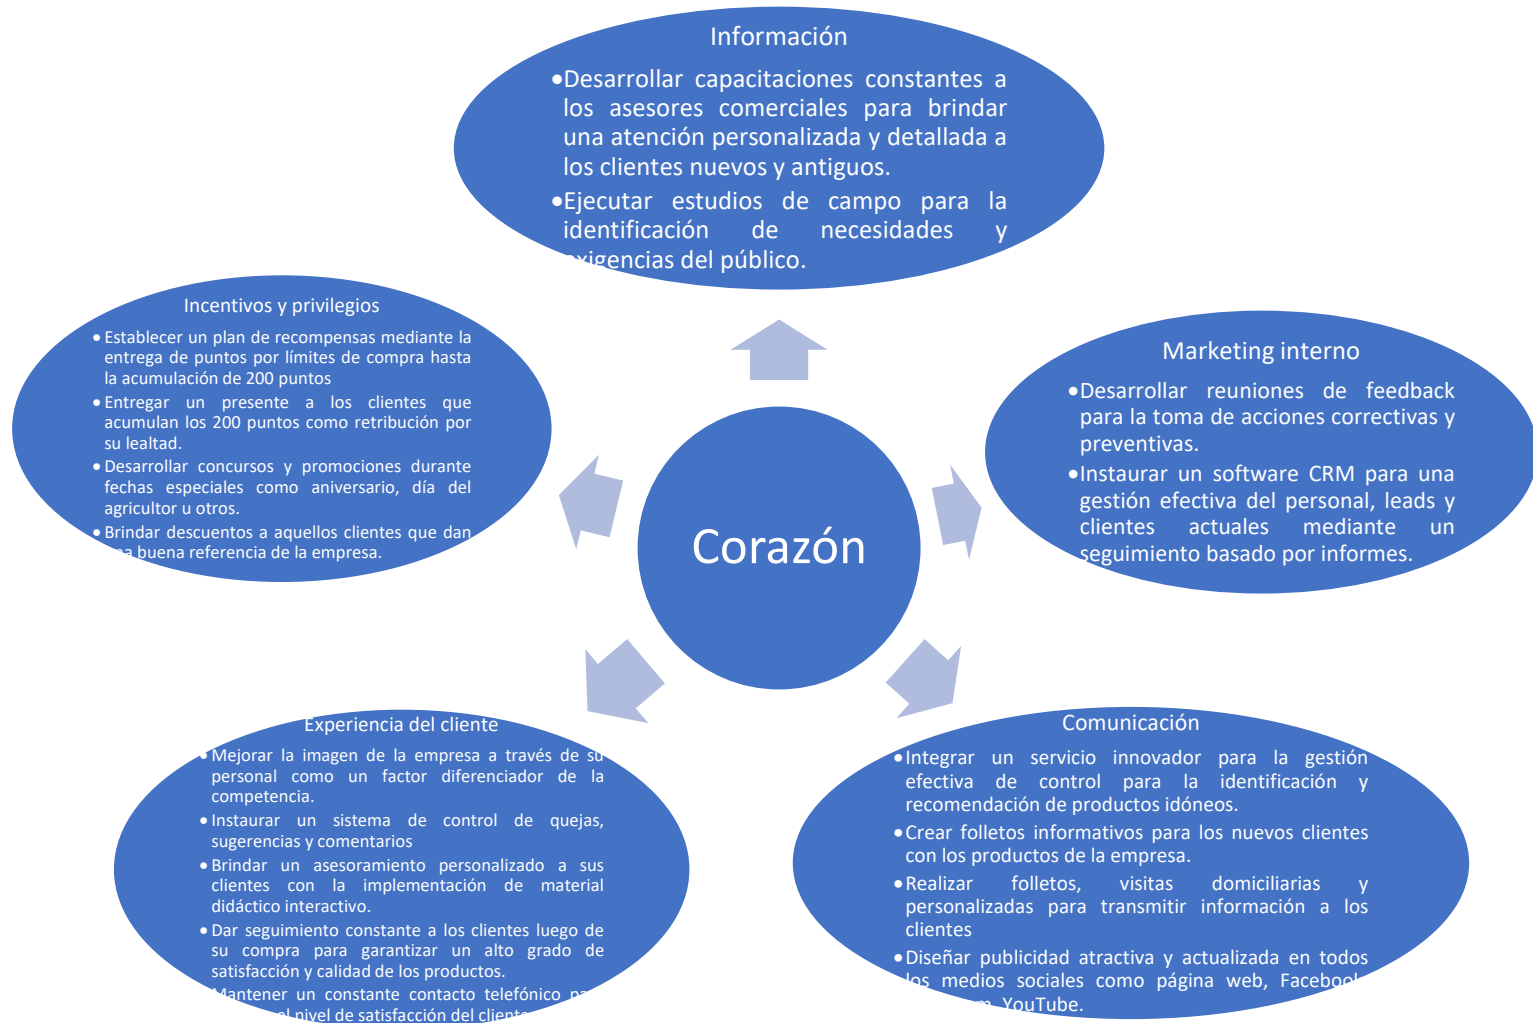 Información
•Desarrollar capacitaciones constantes a
los asesores comerciales para brindar
una atención personalizada y detallada a
los clientes nuevos y antiguos.
•Ejecutar estudios de campo para la
identificación de necesidades y
exigencias del público.
Incentivos y privilegios
•Establecer un plan de recompensas mediante la
entrega de puntos por límites de compra hasta
la acumulación de 200 puntos
•Entregar un presente a los clientes que
acumulan los 200 puntos como retribución por
su lealtad.
•Desarrollar concursos y promociones durante
fechas especiales como aniversario, día del
agricultor u otros.
•Brindar descuentos a aquellos clientes que dan
una buena referencia de la empresa.
Marketing interno
•Desarrollar reuniones de feedback
para la toma de acciones correctivas y
preventivas.
•Instaurar un software CRM para una
gestión efectiva del personal, leads y
clientes actuales mediante un
seguimiento basado por informes.
Corazón
Experiencia del cliente
•Mejorar la imagen de la empresa a través de su
personal como un factor diferenciador de la
competencia.
•Instaurar un sistema de control de quejas,
sugerencias y comentarios
•Brindar un asesoramiento personalizado a sus
clientes con la implementación de material
didáctico interactivo.
•Dar seguimiento constante a los clientes luego de
su compra para garantizar un alto grado de
satisfacción y calidad de los productos.
Mantener un constante contacto telefónico
el nivel de satisfacción del cliente
Comunicación
•Integrar un servicio innovador para la gestión
efectiva de control para la identificación y
recomendación de productos idóneos.
•Crear folletos informativos para los nuevos clientes
con los productos de la empresa.
•Realizar folletos, visitas domiciliarias y
personalizadas para transmitir información a los
clientes
•Diseñar publicidad atractiva y actualizada en todos
los medios sociales como página web, Facebook,
YouTube.